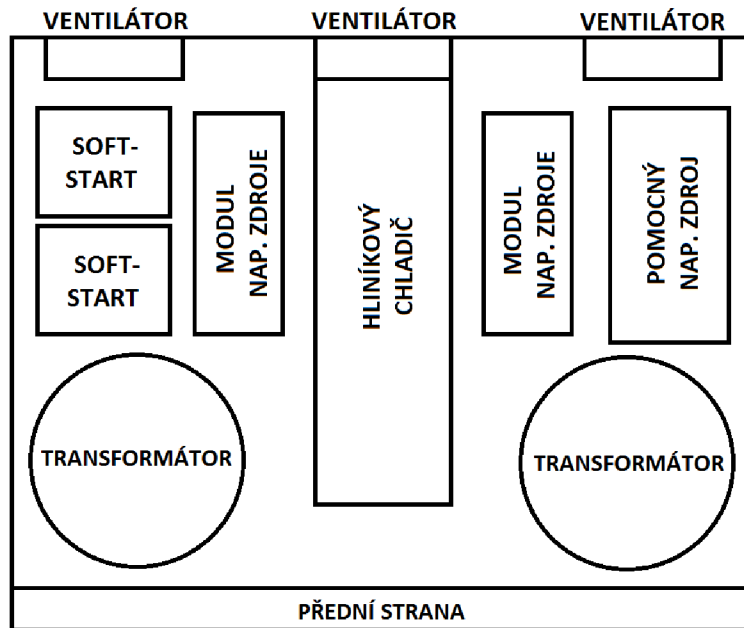 VENTILÁTOR
VENTILÁTOR
VENTILÁTOR
SOFT-
START
SOFT-
START
MODUL
NAP. ZDROJE
HLINÍKOVÝ
CHLADIČ
MODUL
NAP. ZDROJE
POMOCNÝ
NAP. ZDROJ
TRANSFORMÁTOR
TRANSFORMÁTOR
PŘEDNÍ STRANA